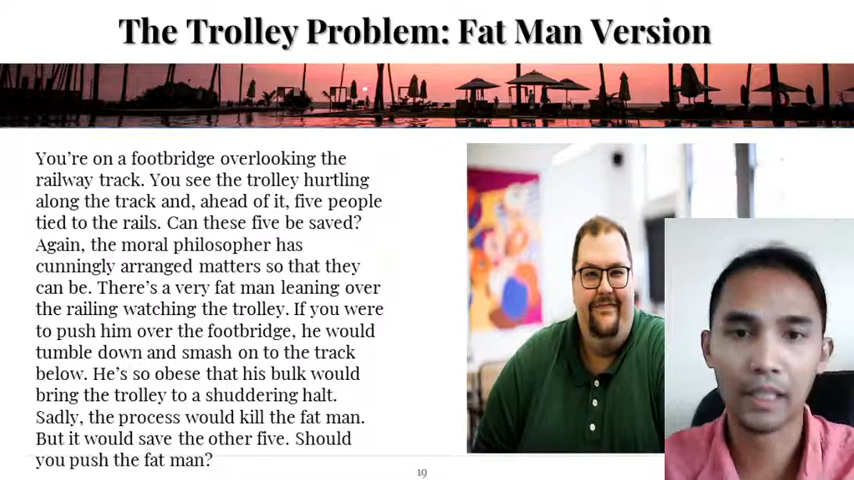 The Trolley Problem: Fat Man Version
You’re on a footbridge overlooking the
railway track. You see the trolley hurtling
along the track and, ahead of it, five people
tied to the rails. Can these five be saved?
Again, the moral philosopher has
cunningly arranged matters so that they
can be. There’s a very fat man leaning over
the railing watching the trolley. If you were
to push him over the footbridge, he would
tumble down and smash on to the track
below. He’s so obese that his bulk would
bring the trolley to a shuddering halt.
Sadly, the process would kill the fat man.
But it would save the other five. Should
you push the fat man?
19